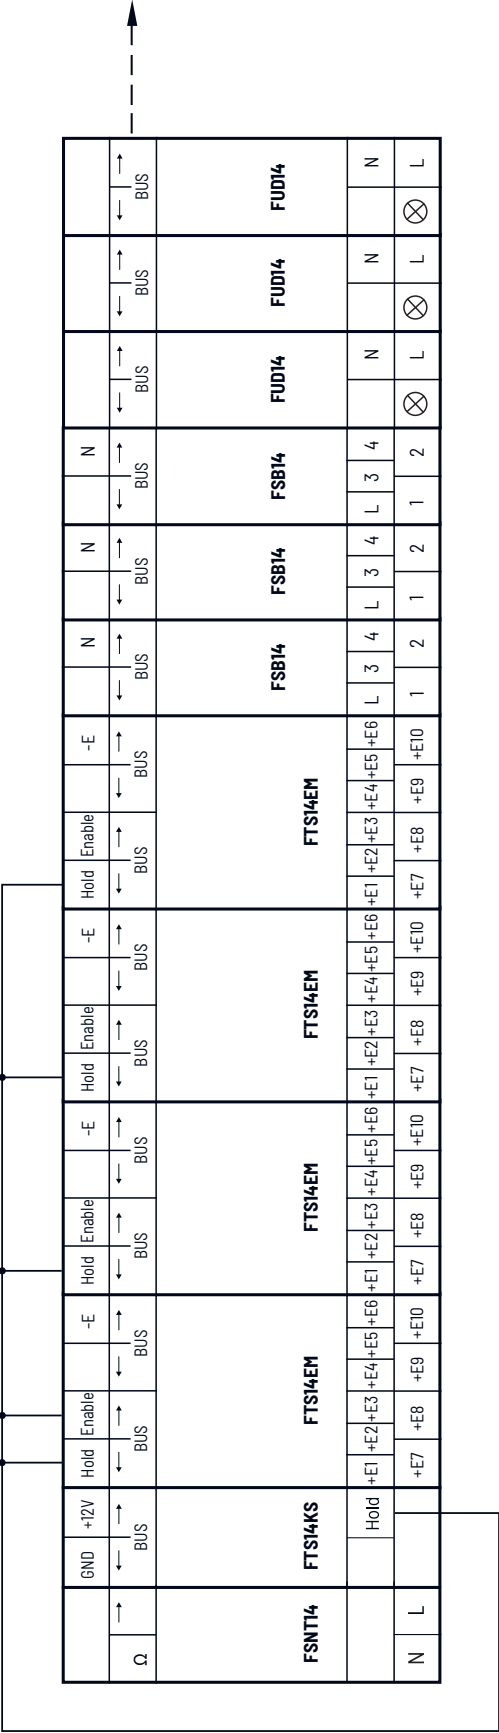 GND +12V Hold Enable -E Hold Enable -E Hold Enable -E Hold Enable -E N N N
Ω BUS BUS BUS BUS BUS BUS BUS BUS BUS BUS BUS BUS BUS BUS BUS
FSNT14 FTS14KS FTS14EM FTS14EM FTS14EM FTS14EM FSB14 FSB14 FSB14 FUD14 FUD14 FUD14
Hold +E1 +E2 +E3 +E4 +E5 +E6 +E1 +E2 +E3 +E4 +E5 +E6 +E1 +E2 +E3 +E4 +E5 +E6 +E1 +E2 +E3 +E4 +E5 +E6 L 3 4 L 3 4 L 3 4 N N N
N L +E7 +E8 +E9 +E10 +E7 +E8 +E9 +E10 +E7 +E8 +E9 +E10 +E7 +E8 +E9 +E10 1 2 1 2 1 2 L L L